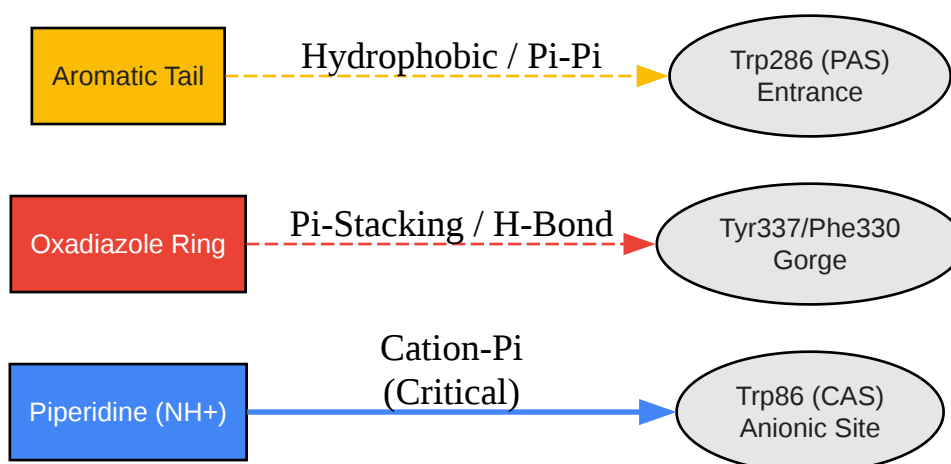 Aromatic Tail
Hydrophobic / Pi-Pi
Trp286 (PAS)
Entrance
Oxadiazole Ring
Pi-Stacking / H-Bond
Tyr337/Phe330
Gorge
Piperidine (NH+)
Cation-Pi
(Critical)
Trp86 (CAS)
Anionic Site